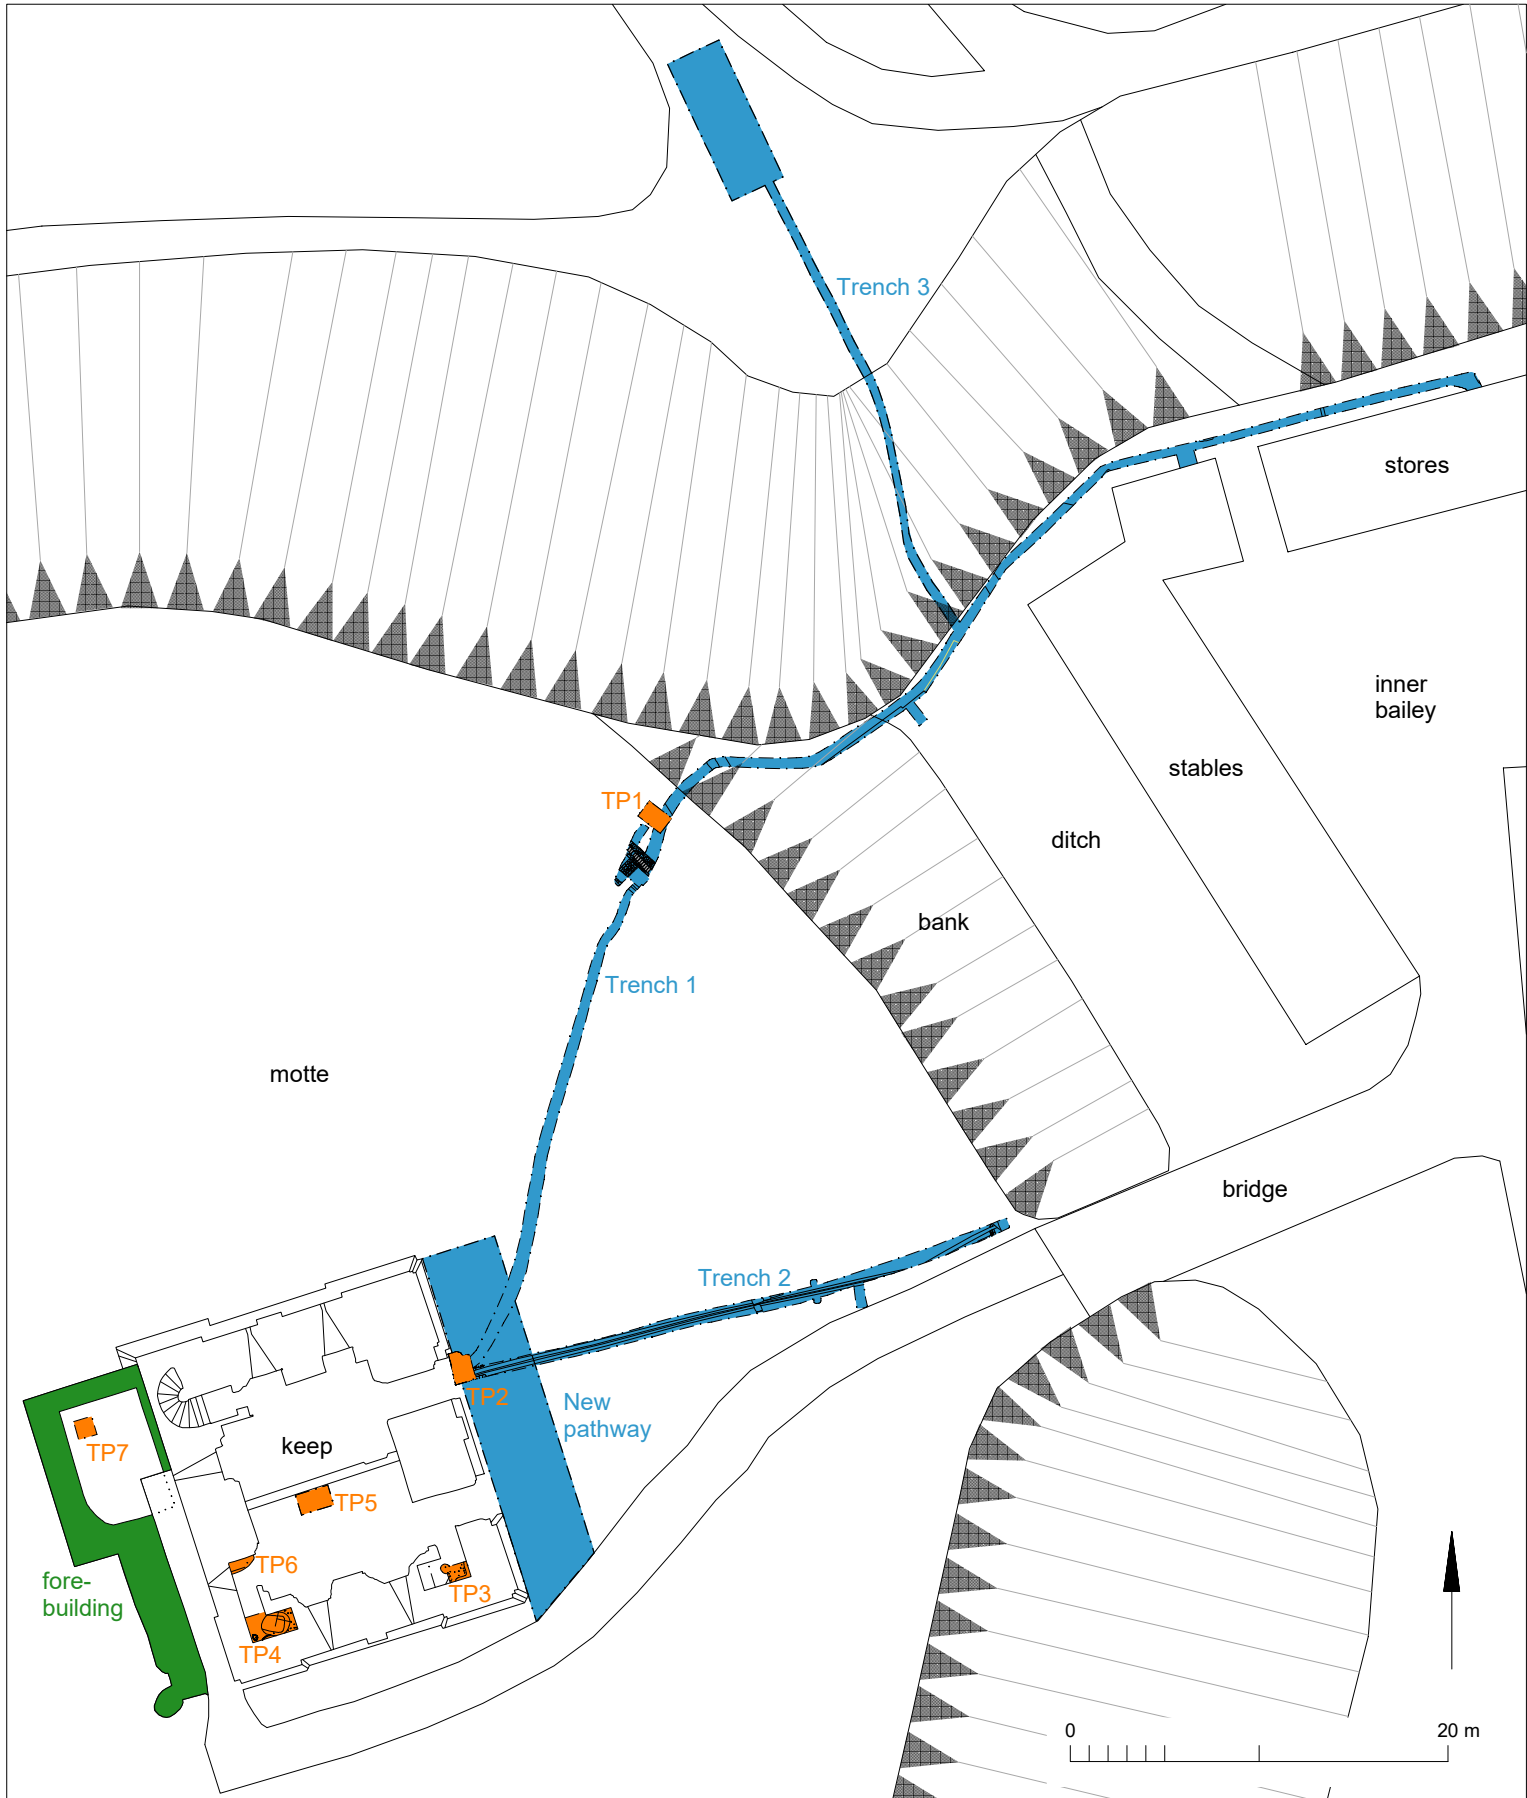 Trench 3
stores
inner
bailey
stables
TP1
ditch
bank
Trench 1
motte
bridge
Trench 2
TP2
New
pathway
keep
TP7
TP5
TP6
TP3
fore-
building
TP4
0
20 m